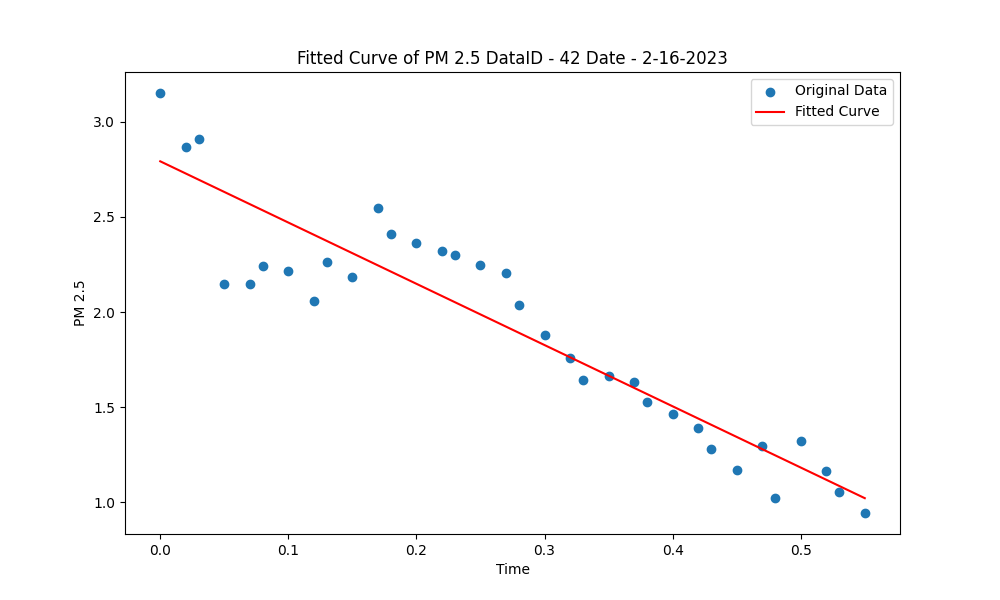 Fitted Curve of PM 2.5 DataID - 42 Date - 2-16-2023
Original Data
Fitted Curve
3.0
2.5
2.0
1.5
1.0
PM 2.5
0.0
0.1
0.2
0.3
0.4
0.5
Time